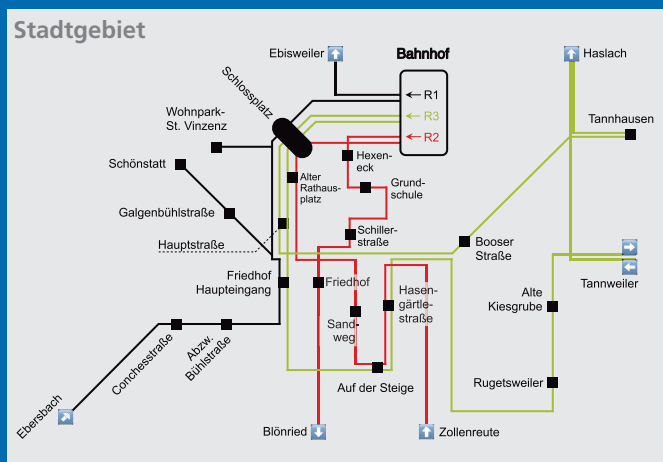 Stadtgebiet
Ebisweiler
Bahnhof
Haslach
Schlossplatz
R1
R3
R2
Wohnpark-
St. Vinzenz
Tannhausen
Schönstatt
Hexen-
eck
Alter
Rathaus-
platz
Grund-
schule
Galgenbühlstraße
Schiller-
straße
Hauptstraße
Booser
Straße
Friedhof
Haupteingang
Friedhof
Hasen-
gärtle-
straße
Tannweiler
Alte
Kiesgrube
Sand-
weg
Conchesstraße
Abzw.
Bühlstraße
Auf der Steige
Rugetsweiler
Ebersbach
Blönried
Zollenreute